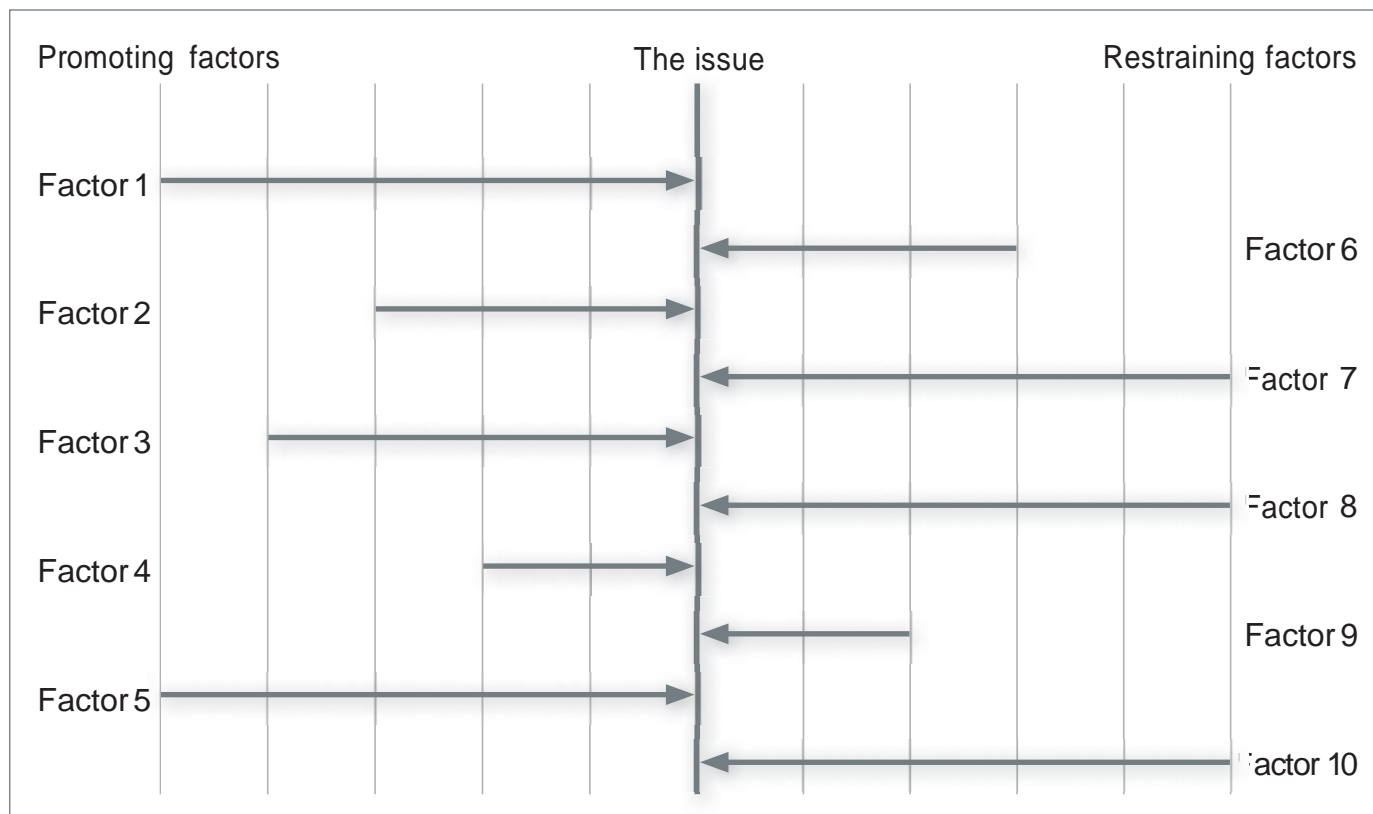 Promoting factors
The issue
Restraining factors
Factor 1
Factor 6
Factor 2
Factor 7
Factor 3
Factor 8
Factor 4
Factor 9
Factor 5
Factor 10